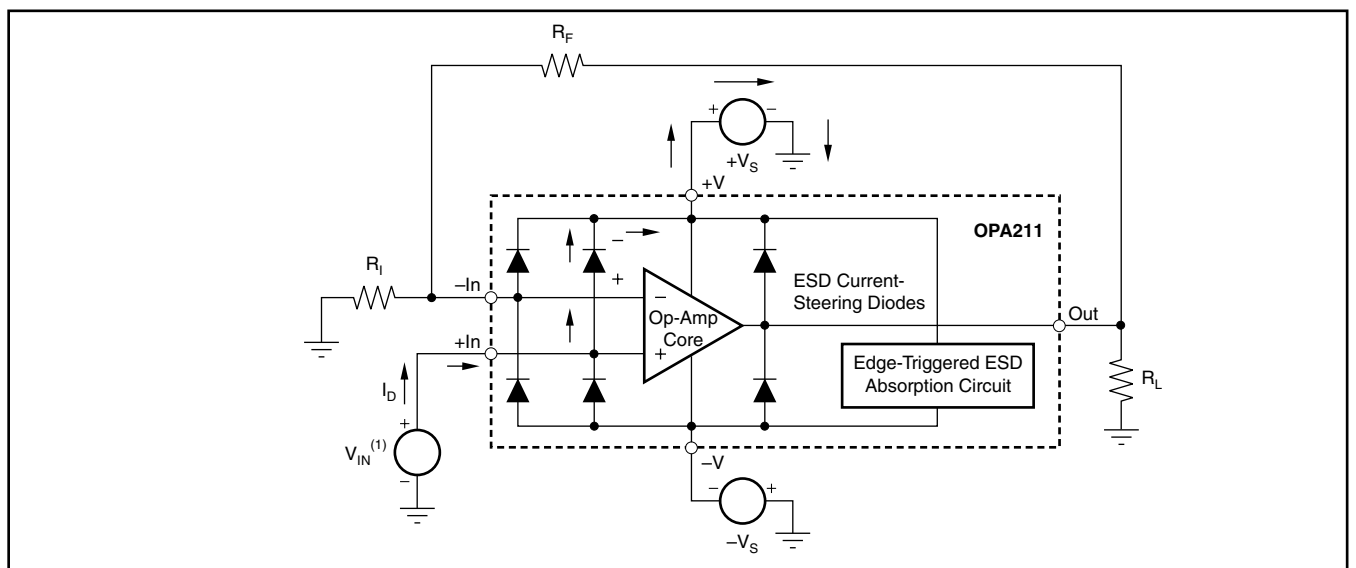 R_F
+ −
+V_S
+V
OPA211
−
+
R_I
−In
−
ESD Current-
Steering Diodes
Op-Amp
Core
Out
+In
+
Edge-Triggered ESD
Absorption Circuit
R_L
I_D
+
V_IN^(1)
−
−V
− +
−V_S